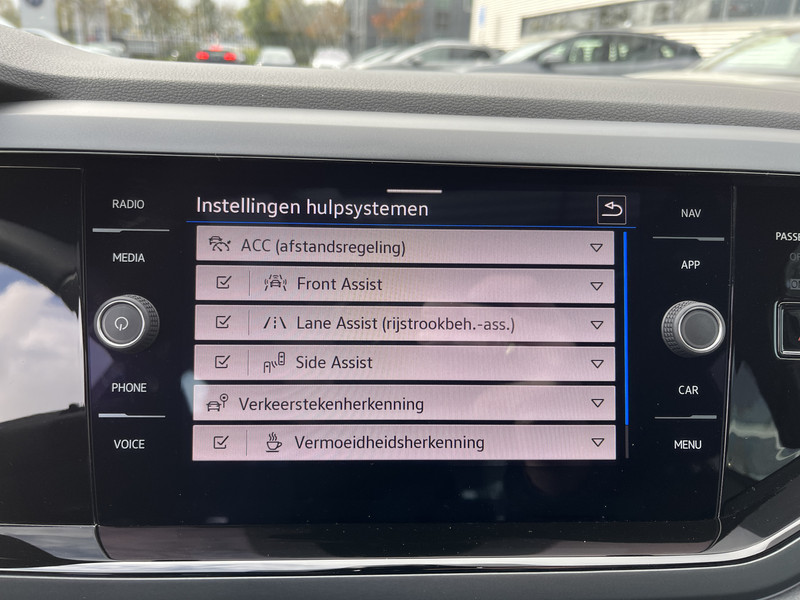 RADIO
MEDIA
PHONE
VOICE
Instellingen hulpsystemen
ACC (afstandsregeling)
Front Assist
Lane Assist (rijstrookbeh.-ass.)
Side Assist
Verkeerstekenherkenning
Vermoeidheidsherkenning
NAV
APP
CAR
MENU
PASSE